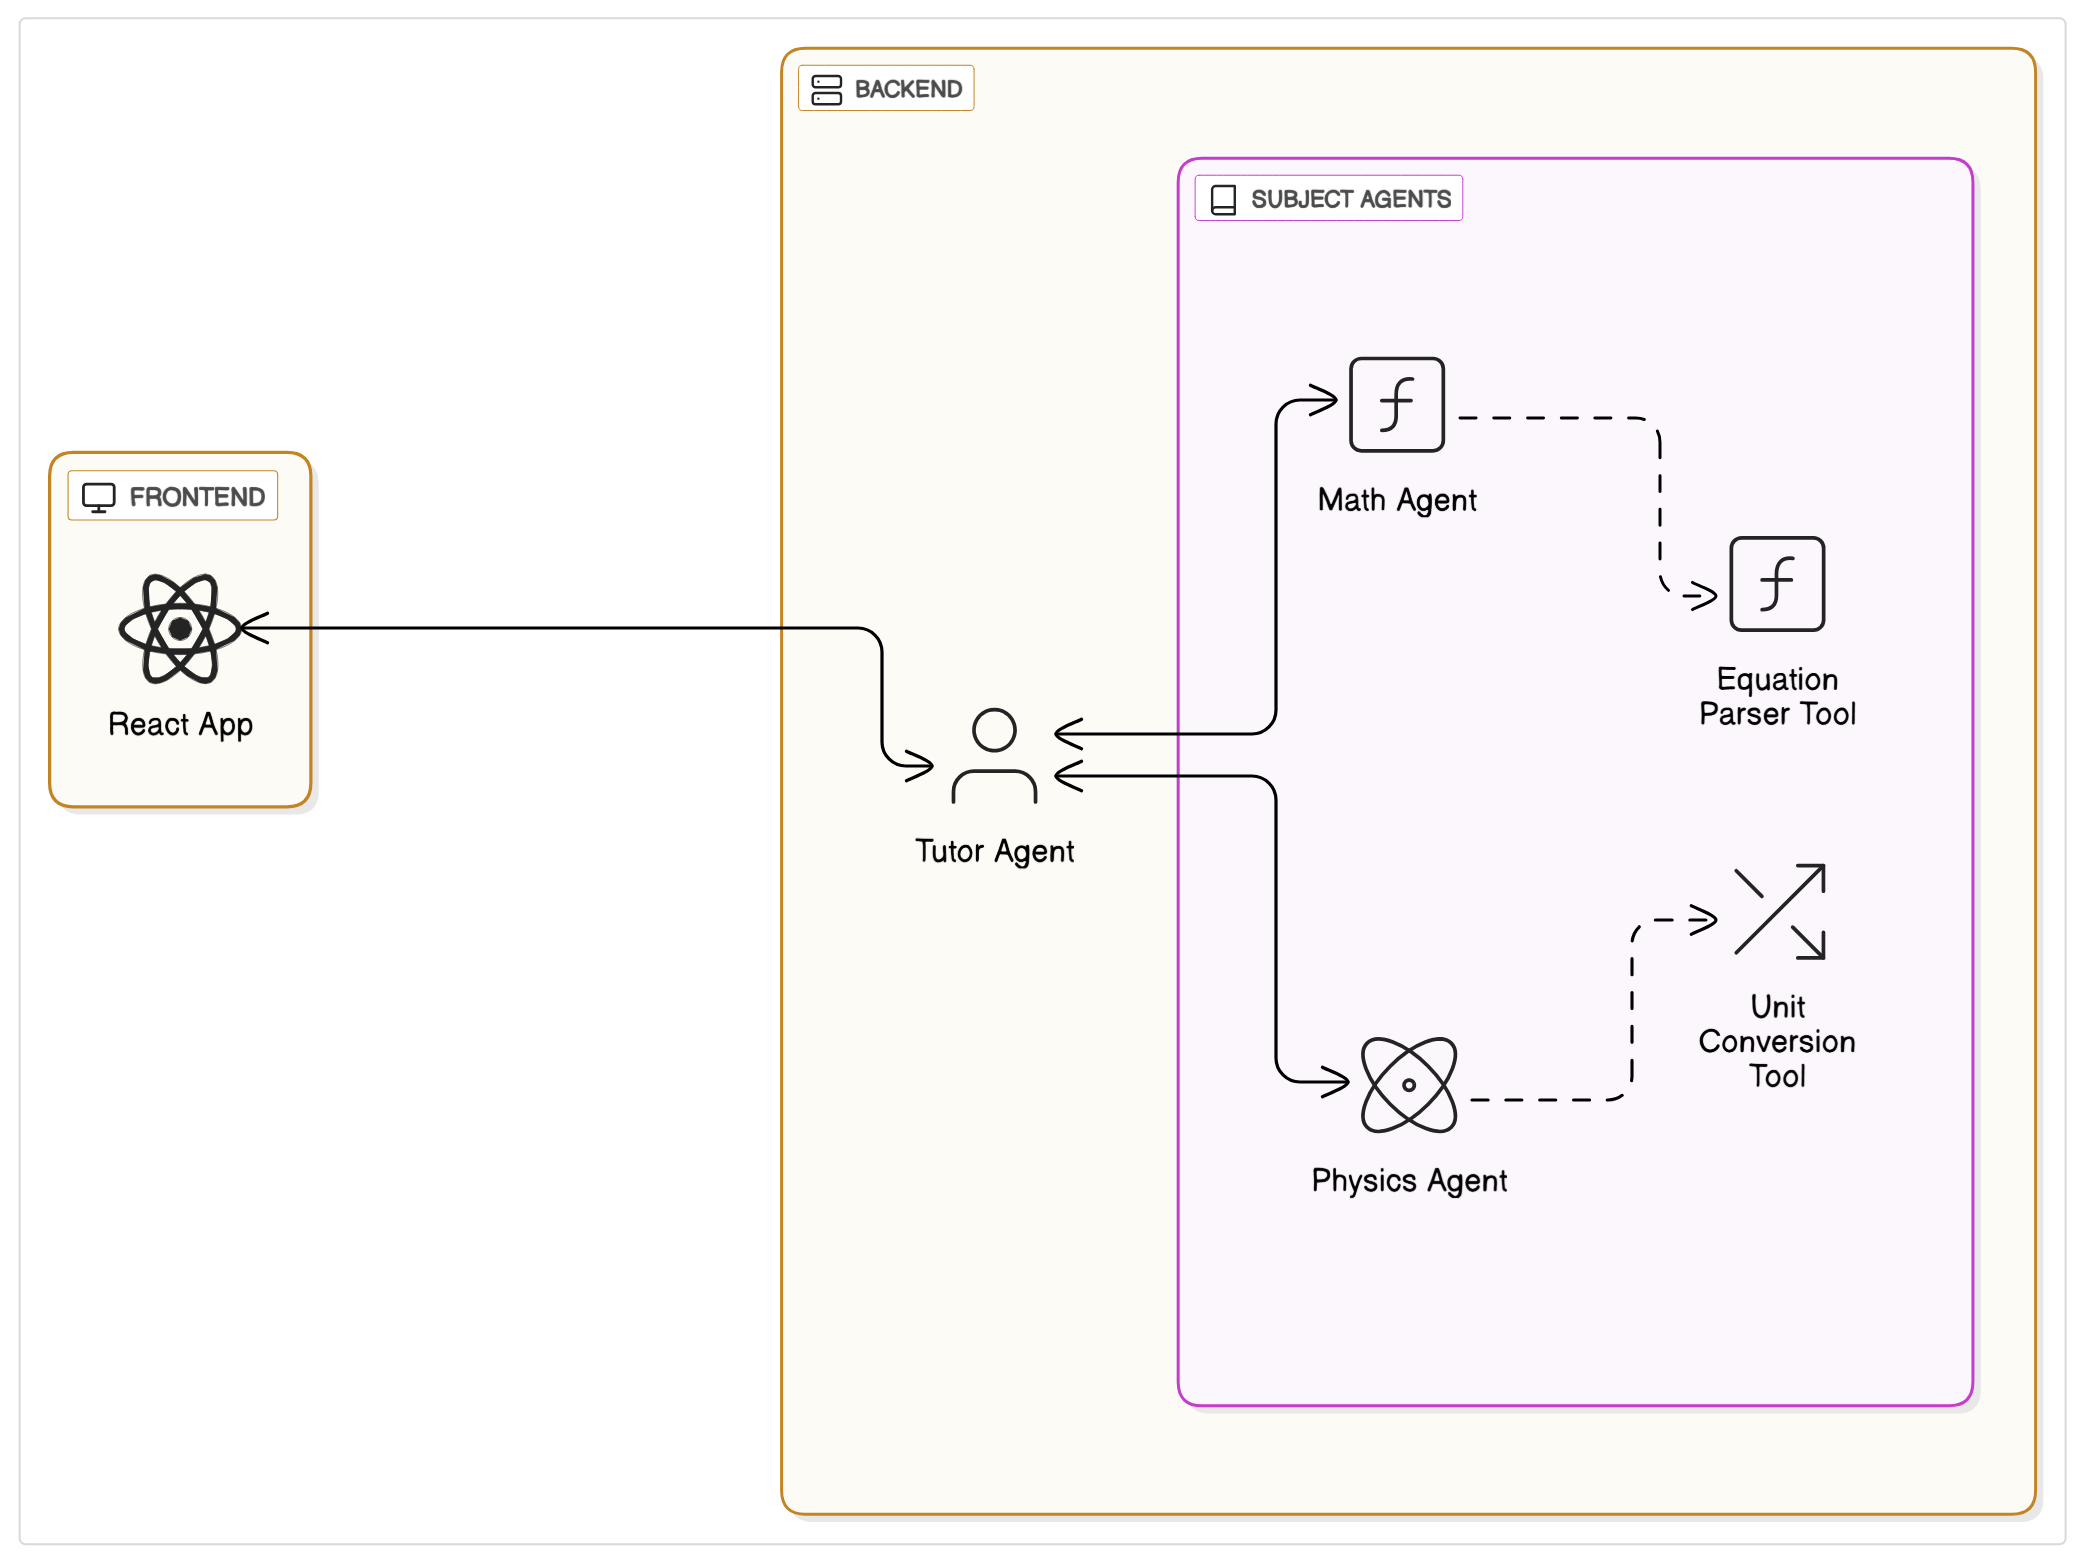 BACKEND
SUBJECT AGENTS
f
Math Agent
FRONTEND
f
React App
Equation
Parser Tool
Tutor Agent
Unit
Conversion
Tool
Physics Agent